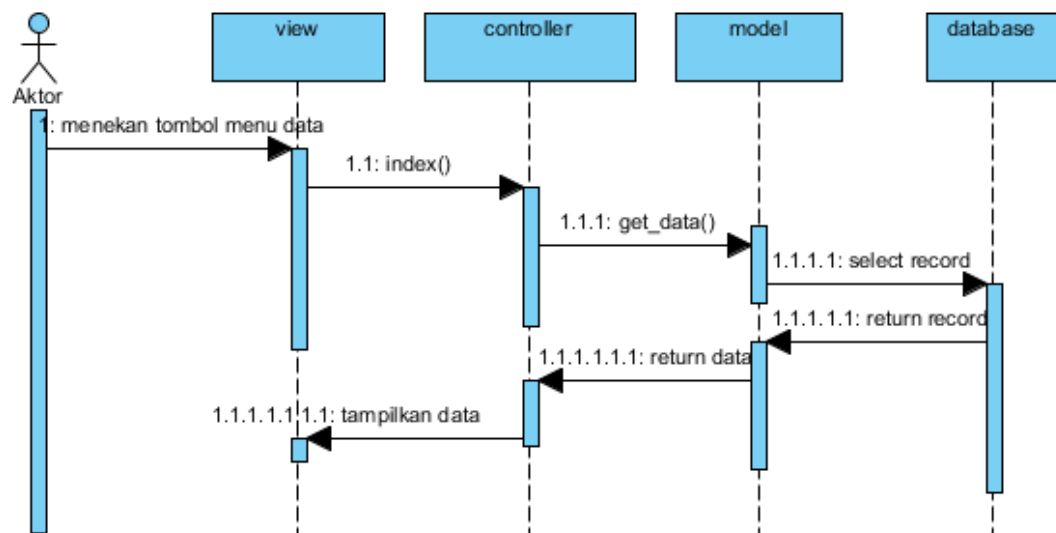 view
controller
model
database
Aktor
1: menekan tombol menu data
1.1: index()
1.1.1: get_data()
1.1.1.1: select record
1.1.1.1.1: return record
1.1.1.1.1.1: return data
1.1.1.1.1.1.1: tampilkan data